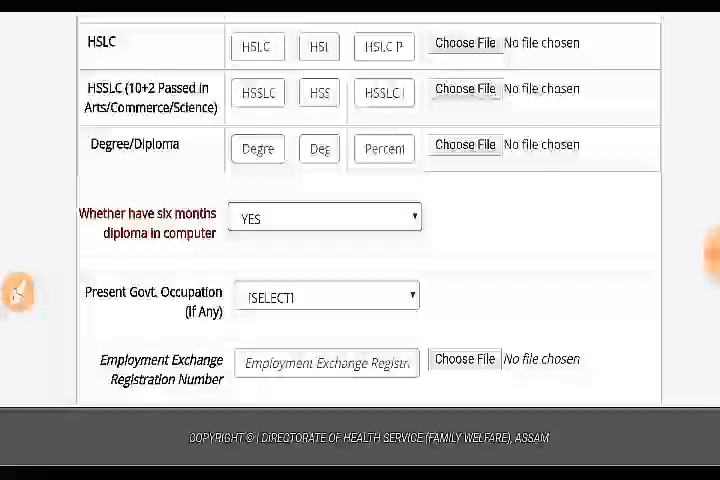 HSLC HSLC HSL HSLC P Choose File No file chosen
HSSLC (10+2 Passed in
Arts/Commerce/Science) HSSLC HSS HSSLC Choose File No file chosen
Degree/Diploma Degre Deg Percent Choose File No file chosen
Whether have six months
diploma in computer YES
Present Govt. Occupation
(If Any) [SELECT]
Employment Exchange
Registration Number Employment Exchange Registr Choose File No file chosen
COPYRIGHT © | DIRECTORATE OF HEALTH SERVICE (FAMILY WELFARE), ASSAM